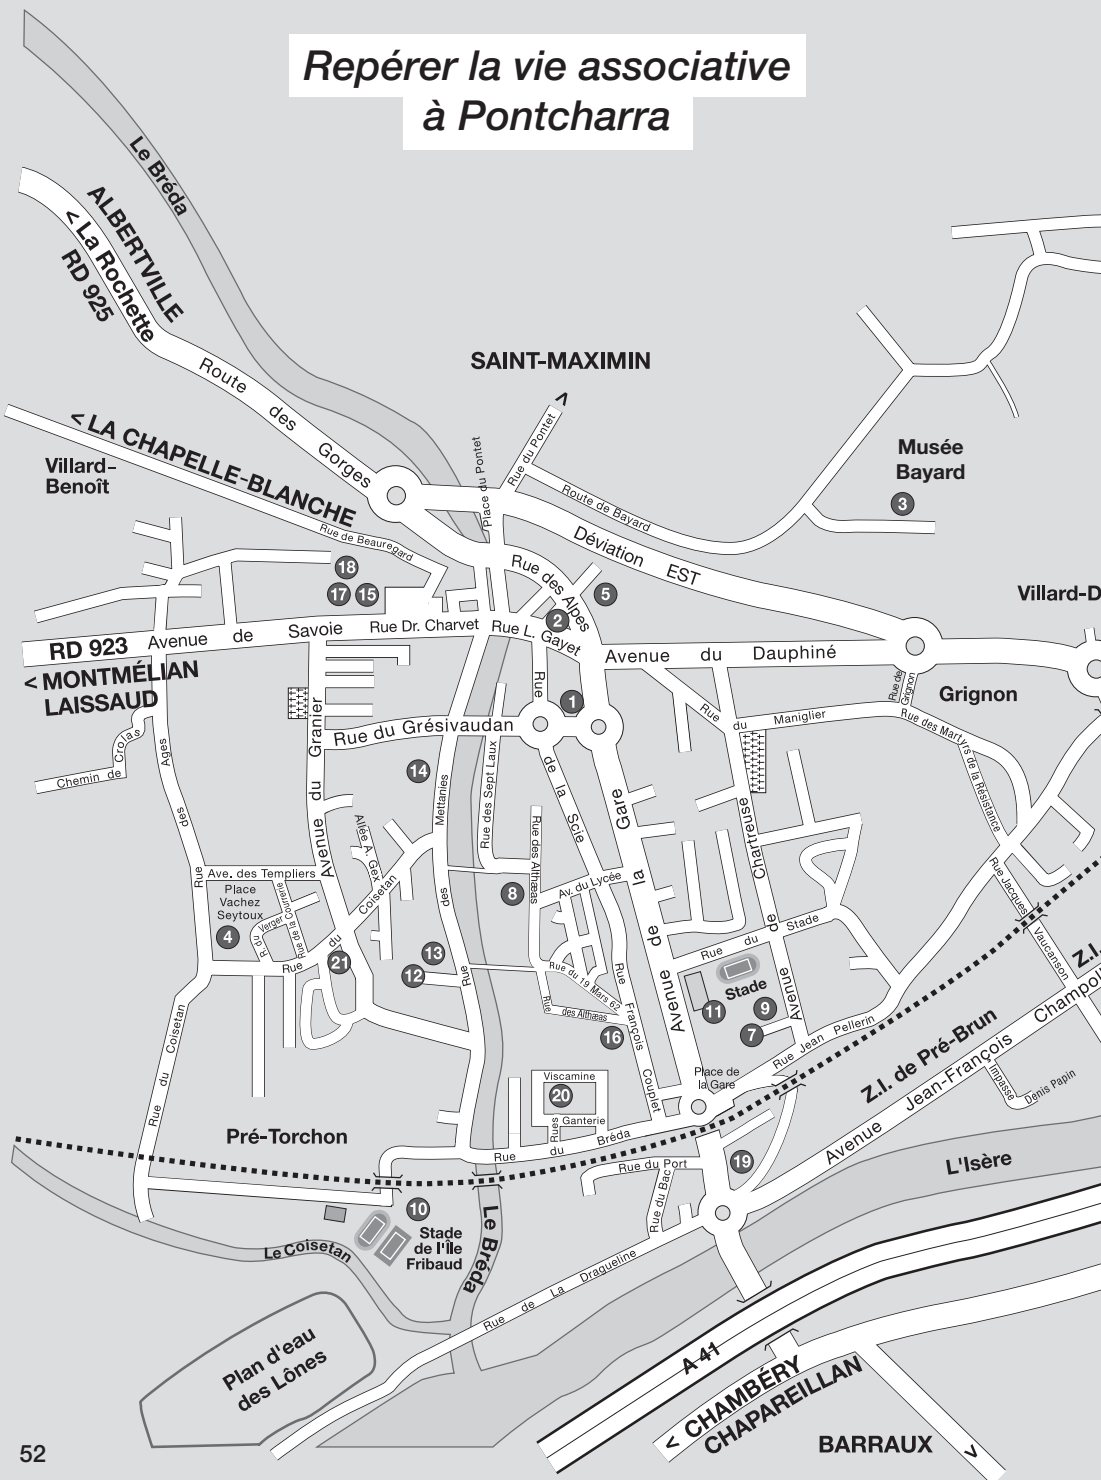 Repérer la vie associative
à Pontcharra
Le Bréda
ALBERTVILLE
< La Rochette
RD 925
Route des Gorges
SAINT-MAXIMIN
>
< LA CHAPELLE-BLANCHE
Villard-
Benoît
Place du Pontet
Rue du Pontet
Route de Bayard
Musée
Bayard
3
Rue de Beauregard
Déviation EST
Rue des Alpes
18
17
15
5
2
Villard-D
RD 923
Avenue de Savoie
Rue Dr. Charvet
Rue L. Gayet
Avenue du Dauphiné
< MONTMÉLIAN
LAISSAUD
Rue de
Grignon
Grignon
Rue de la Scie
1
Rue du Grésivaudan
Rue du Maniglier
Rue des Martyrs de la Résistance
Chemin de Crolas
Rue des Ages
Avenue du Granier
14
Rue des Mettanies
Rue des Sept Laux
Avenue de la Gare
Avenue de Chartreuse
Allée A. Gex
Rue des Althæas
Ave. des Templiers
Place
Vachez
Seytoux
4
R. du Verger
Rue de la Courrerie
Rue du Coisetan
8
Av. du Lycée
Rue Jacques Vaucanson
21
13
12
Rue du 19 Mars 62
Rue des Althæas
Rue François Couplet
16
Rue du Stade
Stade
11
9
7
Z.I.
Rue Jean Pellerin
Rue du Coisetan
Place de
la Gare
Z.I. de Pré-Brun
Avenue Jean-François Champoll
Impasse Denis Papin
Viscamine
20
Rues Ganterie
Pré-Torchon
Rue du Bréda
Rue du Port
19
Rue du Bac
L'Isère
10
Stade
de l'Île
Fribaud
Le Coisetan
Le Bréda
Rue de La Dragueline
Plan d'eau
des Lônes
A 41
< CHAMBÉRY
CHAPAREILLAN
BARRAUX >
52